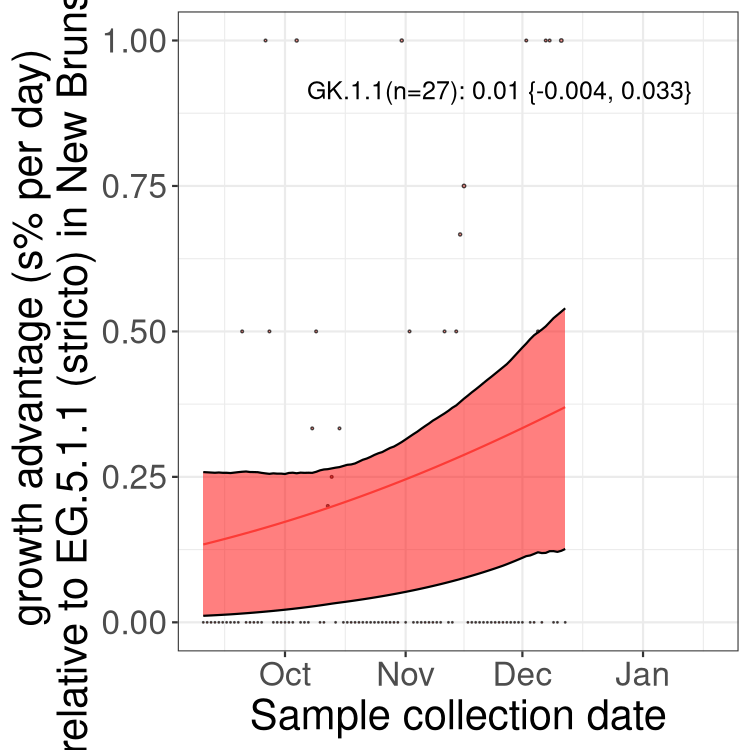 growth advantage (s% per day)
relative to EG.5.1.1 (stricto) in New Bruns
1.00
0.75
0.50
0.25
0.00
GK.1.1(n=27): 0.01 {-0.004, 0.033}
Oct Nov Dec Jan
Sample collection date